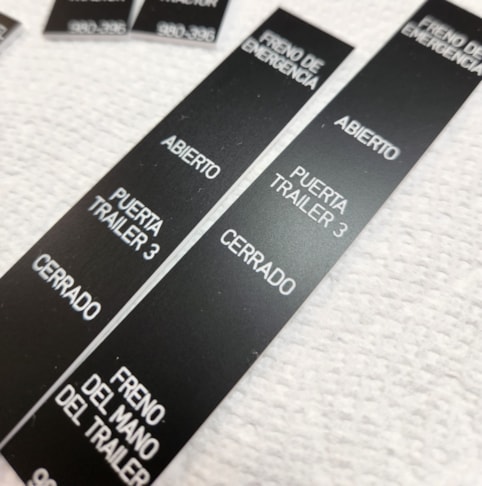 TRACTOR
980-396
980-396
FRENO DE
EMERGENCIA
ABIERTO
PUERTA
TRAILER 3
CERRADO
FRENO DE
EMERGENCIA
ABIERTO
PUERTA
TRAILER 3
CERRADO
FRENO
DEL MANO
DEL TRAILER